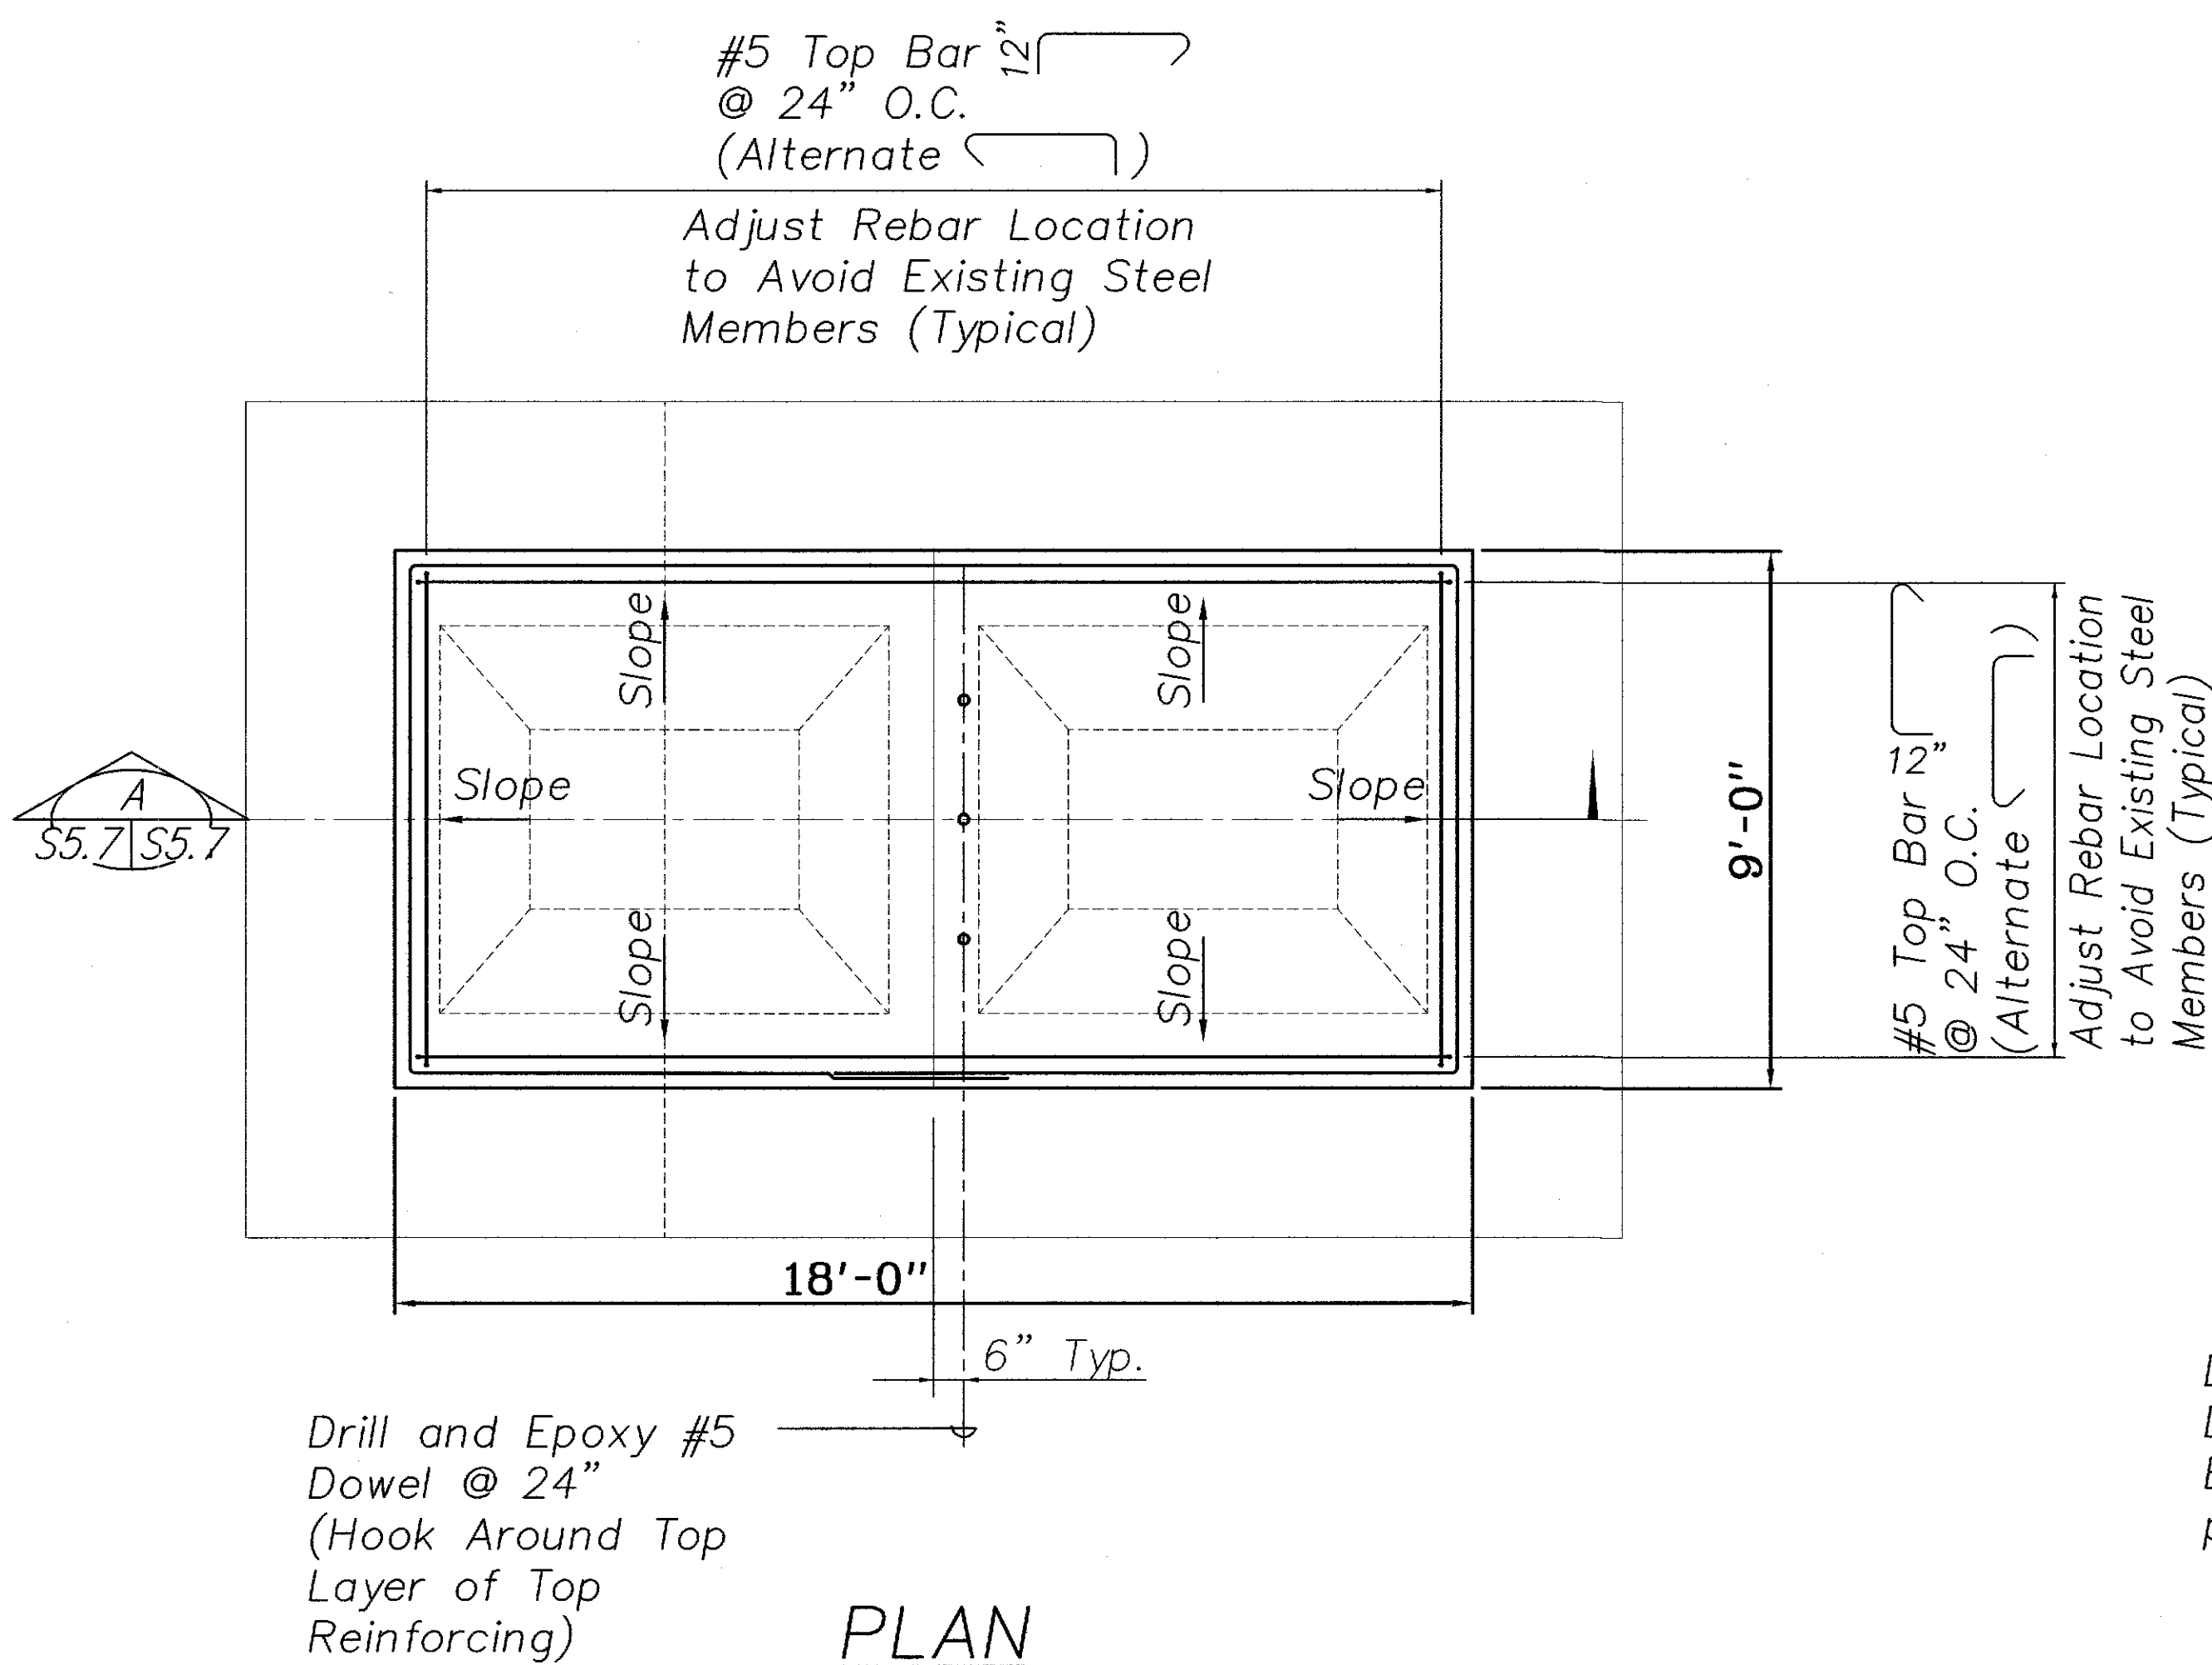 #5 Top Bar 12"
@ 24" O.C.
(Alternate )
Adjust Rebar Location
to Avoid Existing Steel
Members (Typical)
Slope
Slope
Slope
Slope
Slope
Slope
A
S5.7 S5.7
9'-0"
12"
#5 Top Bar
@ 24" O.C.
(Alternate )
Adjust Rebar Location
to Avoid Existing Steel
Members (Typical)
18'-0"
6" Typ.
Drill and Epoxy #5
Dowel @ 24"
(Hook Around Top
Layer of Top
Reinforcing)
PLAN